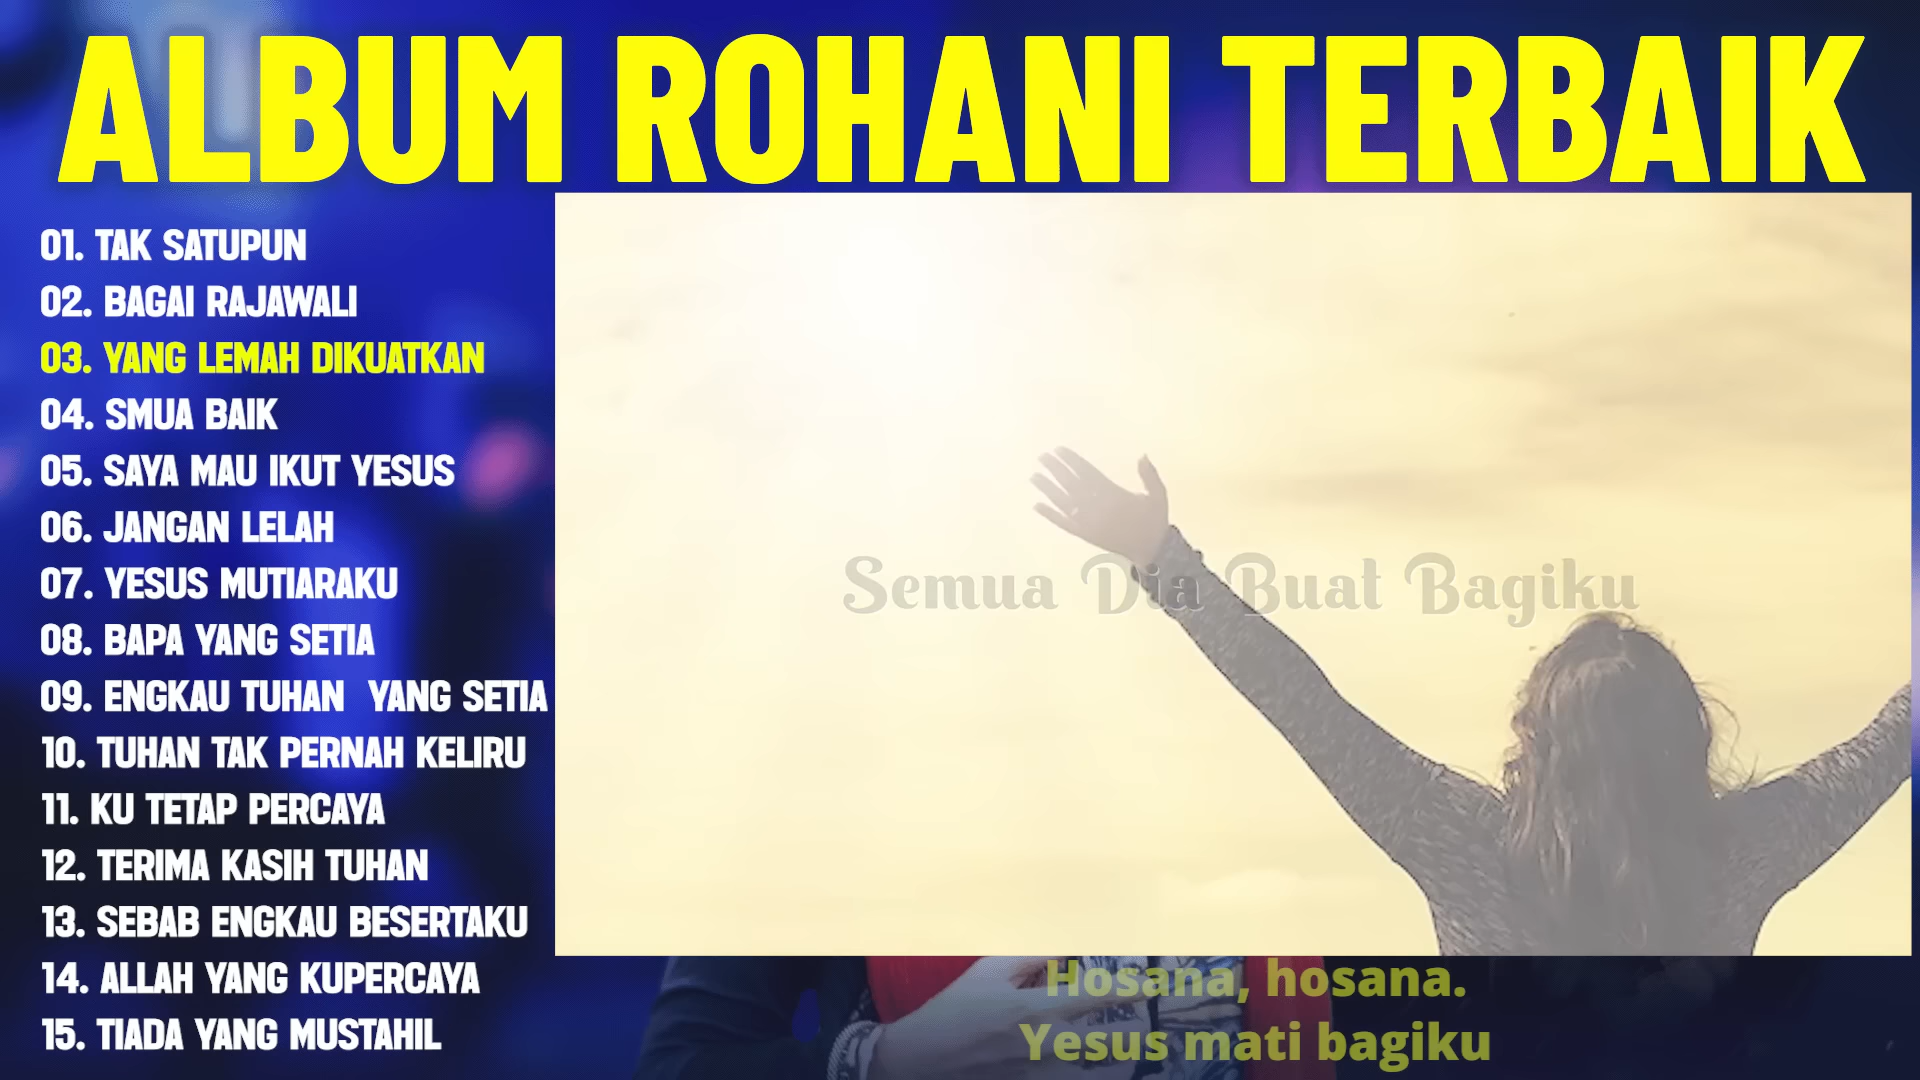 ALBUM ROHANI TERBAIK
01. TAK SATUPUN
02. BAGAI RAJAWALI
03. YANG LEMAH DIKUATKAN
04. SMUA BAIK
05. SAYA MAU IKUT YESUS
06. JANGAN LELAH
07. YESUS MUTIARAKU
08. BAPA YANG SETIA
09. ENGKAU TUHAN  YANG SETIA
10. TUHAN TAK PERNAH KELIRU
11. KU TETAP PERCAYA
12. TERIMA KASIH TUHAN
13. SEBAB ENGKAU BESERTAKU
14. ALLAH YANG KUPERCAYA
15. TIADA YANG MUSTAHIL
Semua Dia Buat Bagiku
Hosana, hosana.
Yesus mati bagiku